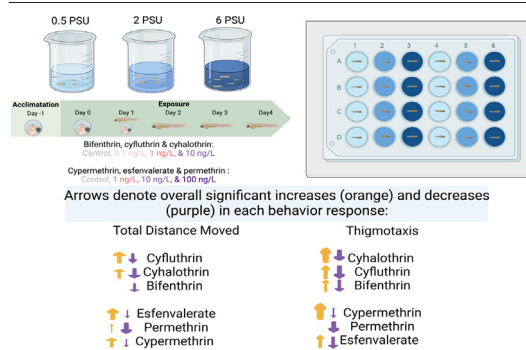 0.5 PSU 2 PSU 6 PSU
Acclimatation Exposure
Day -1 Day 0 Day 1 Day 2 Day 3 Day4
Bifenthrin, cyfluthrin & cyhalothrin:
Control, 0.1 ng/L, 1 ng/L, & 10 ng/L
Cypermethrin, esfenvalerate & permethrin :
Control, 1 ng/L, 10 ng/L, & 100 ng/L
1 2 3 4 5 6
A
B
C
D
Arrows denote overall significant increases (orange) and decreases
(purple) in each behavior response:
Total Distance Moved
Cyfluthrin
Cyhalothrin
Bifenthrin
Esfenvalerate
Permethrin
Cypermethrin
Thigmotaxis
Cyhalothrin
Cyfluthrin
Bifenthrin
Cypermethrin
Permethrin
Esfenvalerate